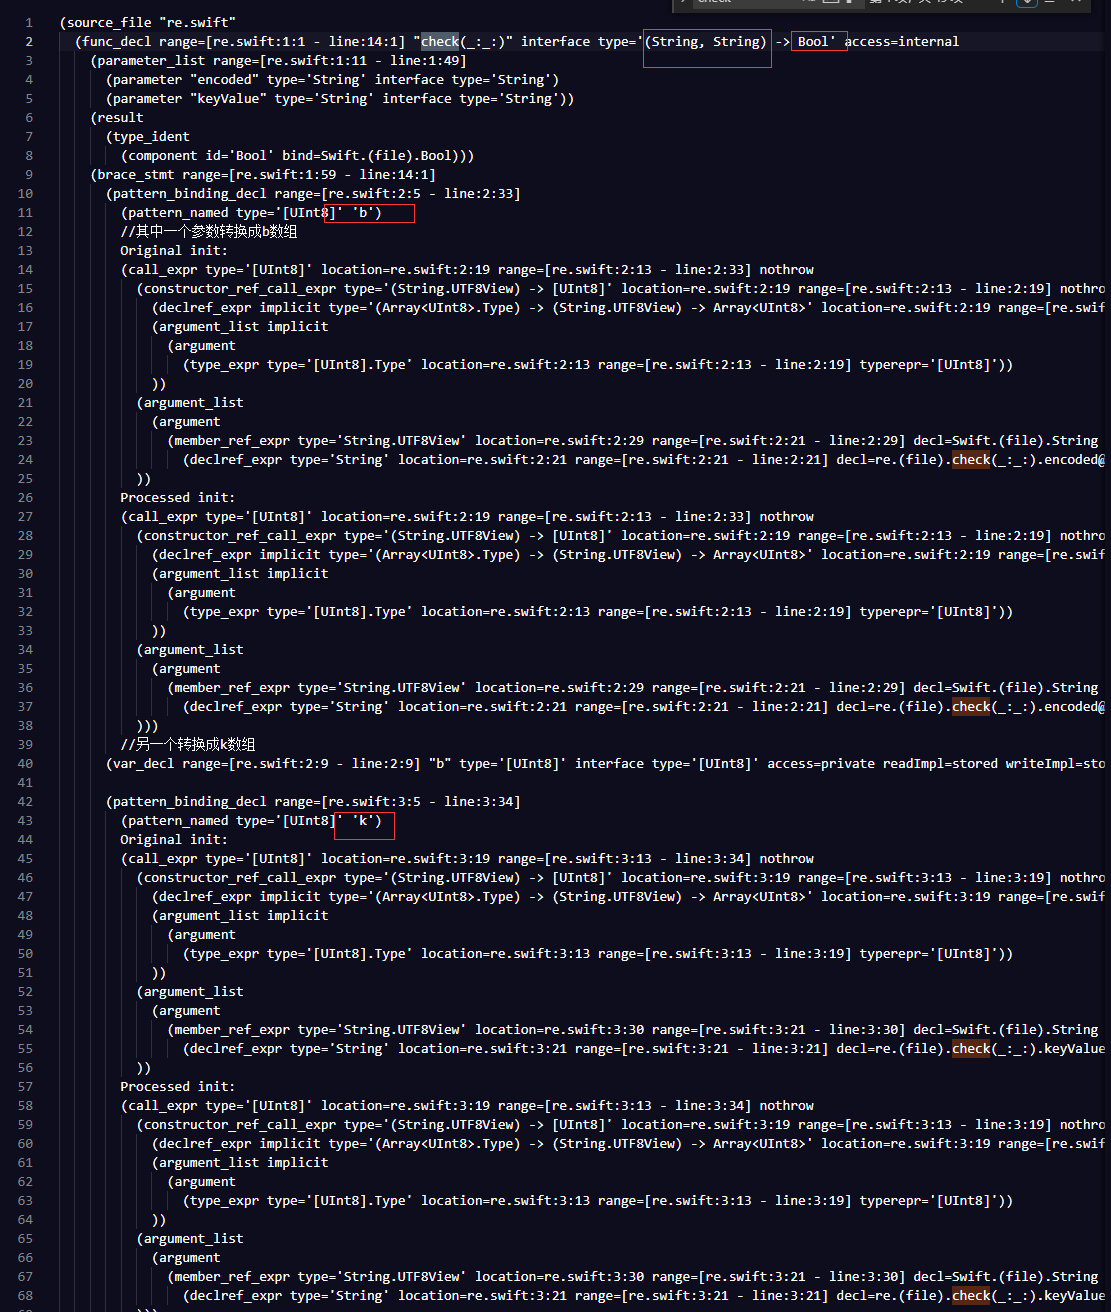 check
1 (source_file "re.swift"
2 (func_decl range=[re.swift:1:1 - line:14:1] "check(_:_:)" interface type='(String, String) -> Bool' access=internal
3 (parameter_list range=[re.swift:1:11 - line:1:49]
4 (parameter "encoded" type='String' interface type='String')
5 (parameter "keyValue" type='String' interface type='String'))
6 (result
7 (type_ident
8 (component id='Bool' bind=Swift.(file).Bool)))
9 (brace_stmt range=[re.swift:1:59 - line:14:1]
10 (pattern_binding_decl range=[re.swift:2:5 - line:2:33]
11 (pattern_named type='[UInt8]' 'b')
12 //其中一个参数转换成b数组
13 Original init:
14 (call_expr type='[UInt8]' location=re.swift:2:19 range=[re.swift:2:13 - line:2:33] nothrow
15 (constructor_ref_call_expr type='(String.UTF8View) -> [UInt8]' location=re.swift:2:19 range=[re.swift:2:13 - line:2:19] nothro
16 (declref_expr implicit type='(Array<UInt8>.Type) -> (String.UTF8View) -> Array<UInt8>' location=re.swift:2:19 range=[re.swif
17 (argument_list implicit
18 (argument
19 (type_expr type='[UInt8].Type' location=re.swift:2:13 range=[re.swift:2:13 - line:2:19] typerepr='[UInt8]'))
20 ))
21 (argument_list
22 (argument
23 (member_ref_expr type='String.UTF8View' location=re.swift:2:29 range=[re.swift:2:21 - line:2:29] decl=Swift.(file).String
24 (declref_expr type='String' location=re.swift:2:21 range=[re.swift:2:21 - line:2:21] decl=re.(file).check(_:_:).encoded@
25 ))
26 Processed init:
27 (call_expr type='[UInt8]' location=re.swift:2:19 range=[re.swift:2:13 - line:2:33] nothrow
28 (constructor_ref_call_expr type='(String.UTF8View) -> [UInt8]' location=re.swift:2:19 range=[re.swift:2:13 - line:2:19] nothro
29 (declref_expr implicit type='(Array<UInt8>.Type) -> (String.UTF8View) -> Array<UInt8>' location=re.swift:2:19 range=[re.swif
30 (argument_list implicit
31 (argument
32 (type_expr type='[UInt8].Type' location=re.swift:2:13 range=[re.swift:2:13 - line:2:19] typerepr='[UInt8]'))
33 ))
34 (argument_list
35 (argument
36 (member_ref_expr type='String.UTF8View' location=re.swift:2:29 range=[re.swift:2:21 - line:2:29] decl=Swift.(file).String
37 (declref_expr type='String' location=re.swift:2:21 range=[re.swift:2:21 - line:2:21] decl=re.(file).check(_:_:).encoded@
38 )))
39 //另一个转换成k数组
40 (var_decl range=[re.swift:2:9 - line:2:9] "b" type='[UInt8]' interface type='[UInt8]' access=private readImpl=stored writeImpl=sto
41
42 (pattern_binding_decl range=[re.swift:3:5 - line:3:34]
43 (pattern_named type='[UInt8]' 'k')
44 Original init:
45 (call_expr type='[UInt8]' location=re.swift:3:19 range=[re.swift:3:13 - line:3:34] nothrow
46 (constructor_ref_call_expr type='(String.UTF8View) -> [UInt8]' location=re.swift:3:19 range=[re.swift:3:13 - line:3:19] nothro
47 (declref_expr implicit type='(Array<UInt8>.Type) -> (String.UTF8View) -> Array<UInt8>' location=re.swift:3:19 range=[re.swif
48 (argument_list implicit
49 (argument
50 (type_expr type='[UInt8].Type' location=re.swift:3:13 range=[re.swift:3:13 - line:3:19] typerepr='[UInt8]'))
51 ))
52 (argument_list
53 (argument
54 (member_ref_expr type='String.UTF8View' location=re.swift:3:30 range=[re.swift:3:21 - line:3:30] decl=Swift.(file).String
55 (declref_expr type='String' location=re.swift:3:21 range=[re.swift:3:21 - line:3:21] decl=re.(file).check(_:_:).keyValue
56 ))
57 Processed init:
58 (call_expr type='[UInt8]' location=re.swift:3:19 range=[re.swift:3:13 - line:3:34] nothrow
59 (constructor_ref_call_expr type='(String.UTF8View) -> [UInt8]' location=re.swift:3:19 range=[re.swift:3:13 - line:3:19] nothro
60 (declref_expr implicit type='(Array<UInt8>.Type) -> (String.UTF8View) -> Array<UInt8>' location=re.swift:3:19 range=[re.swif
61 (argument_list implicit
62 (argument
63 (type_expr type='[UInt8].Type' location=re.swift:3:13 range=[re.swift:3:13 - line:3:19] typerepr='[UInt8]'))
64 ))
65 (argument_list
66 (argument
67 (member_ref_expr type='String.UTF8View' location=re.swift:3:30 range=[re.swift:3:21 - line:3:30] decl=Swift.(file).String
68 (declref_expr type='String' location=re.swift:3:21 range=[re.swift:3:21 - line:3:21] decl=re.(file).check(_:_:).keyValue